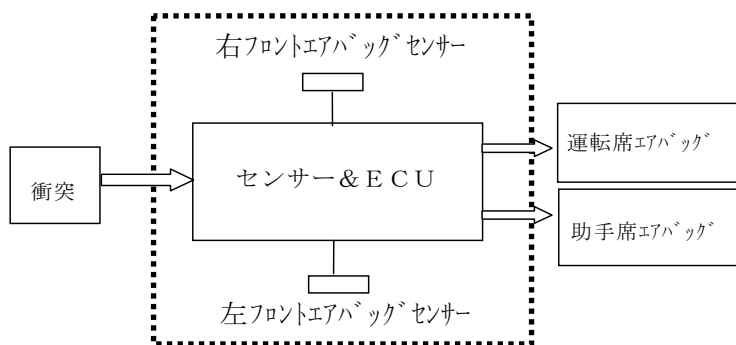 右フロントエアバッグセンサー
運転席エアバッグ
センサー＆ＥＣＵ
衝突
助手席エアバッグ
左フロントエアバッグセンサー